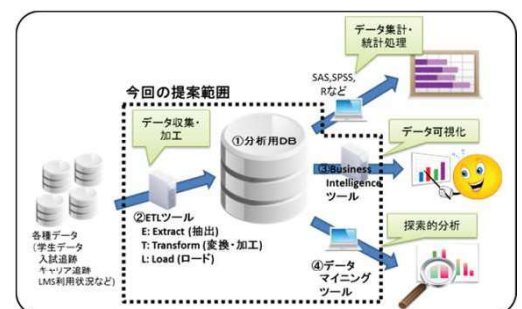 データ集計・
統計処理
SAS,SPSS,
Rなど
今回の提案範囲
データ収集・
加工
①分析用DB
データ可視化
③Business
Intelligence
ツール
各種データ
(学生データ
入試追跡
キャリア追跡
LMS利用状況など)
②ETLツール
E: Extract (抽出)
T: Transform (変換・加工)
L: Load (ロード)
探索的分析
④データ
マイニング
ツール